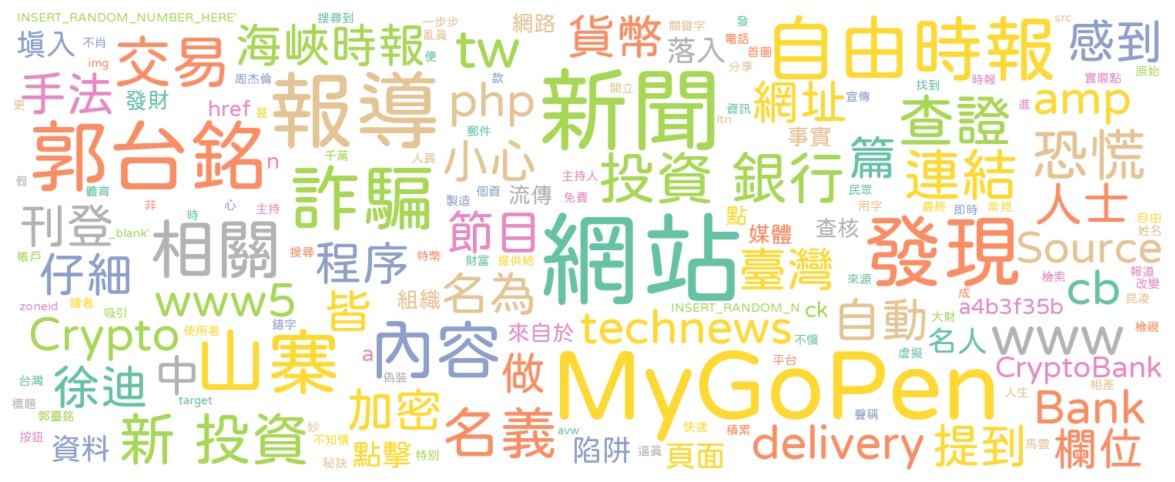 INSERT_RANDOM_NUMBER_HERE'
搜尋到
一步步
網路
關鍵字
發
src
填入
不肖
交易
海峽時報
亂員
便
tw
貨幣
落入
電話
首圖
自由時報
感到
img
周杰倫
款
分享
找到
實際點
原始
手法
發財
報導
php
開立
新聞
網址
宣傳
時報
進
amp
更
href
甚
郵件
資訊
ltn
事實
查證
恐慌
郭台銘
n
千萬
人員
小心
投資
銀行
篇
連結
假
體育
詐騙
主持人
民眾
製造
個資
流傳
免費
人士
非
時
心
主持
用字
最終
即時
常見
刊登
_blank'
相關
節目
網站
點
查核
自由
姓名
媒體
發現
Source
帳戶
仔細
搜尋
程序
特幣
財富
提供給
臺灣
來源
檢索
報道
改變
zoneid
讀者
吸引
www5
皆
組織
名為
INSERT_RANDOM_N
ck
成
a4b3f35b
cb
昆凌
Crypto
使用者
錯字
a
內容
來自於
technews
自動
大財
名人
www
檢視
山寨
不慎
虛擬
台灣
徐迪
中
偽裝
做
MyGoPen
平台
CryptoBank
標題
target
加密
人生
相差
郭臺銘
名義
聲稱
Bank
按鈕
新
投資
妙
不知情
avw
快速
積累
delivery
提到
馬雲
欄位
資料
秘訣
點擊
特別
陷阱
逼真
頁面